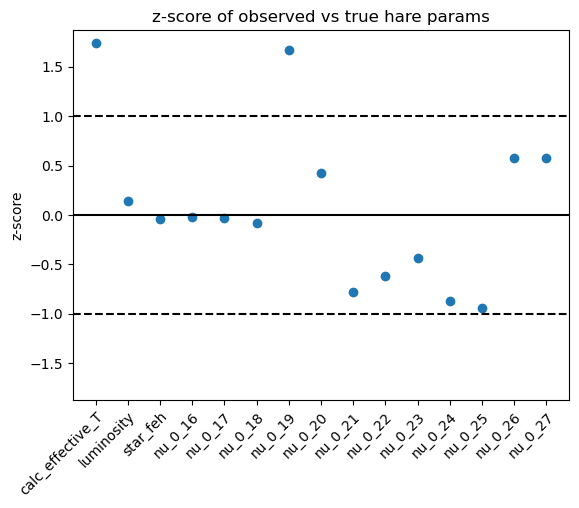 z-score of observed vs true hare params
z-score
1.5
1.0
0.5
0.0
−0.5
−1.0
−1.5
calc_effective_T
luminosity
star_feh
nu_0_16
nu_0_17
nu_0_18
nu_0_19
nu_0_20
nu_0_21
nu_0_22
nu_0_23
nu_0_24
nu_0_25
nu_0_26
nu_0_27